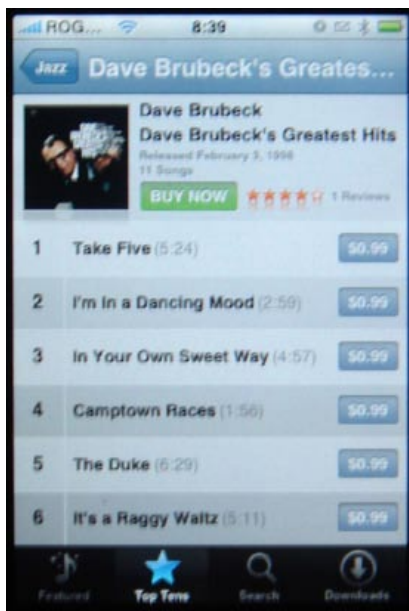 ROG... 8:39
Jazz Dave Brubeck's Greates...
Dave Brubeck
Dave Brubeck's Greatest Hits
Released February 3, 1998
11 Songs
BUY NOW 1 Reviews
1 Take Five (5:24) $0.99
2 I'm In a Dancing Mood (2:59) $0.99
3 In Your Own Sweet Way (4:57) $0.99
4 Camptown Races (1:56) $0.99
5 The Duke (6:29) $0.99
6 It's a Raggy Waltz (5:11) $0.99
Featured Top Tens Search Downloads